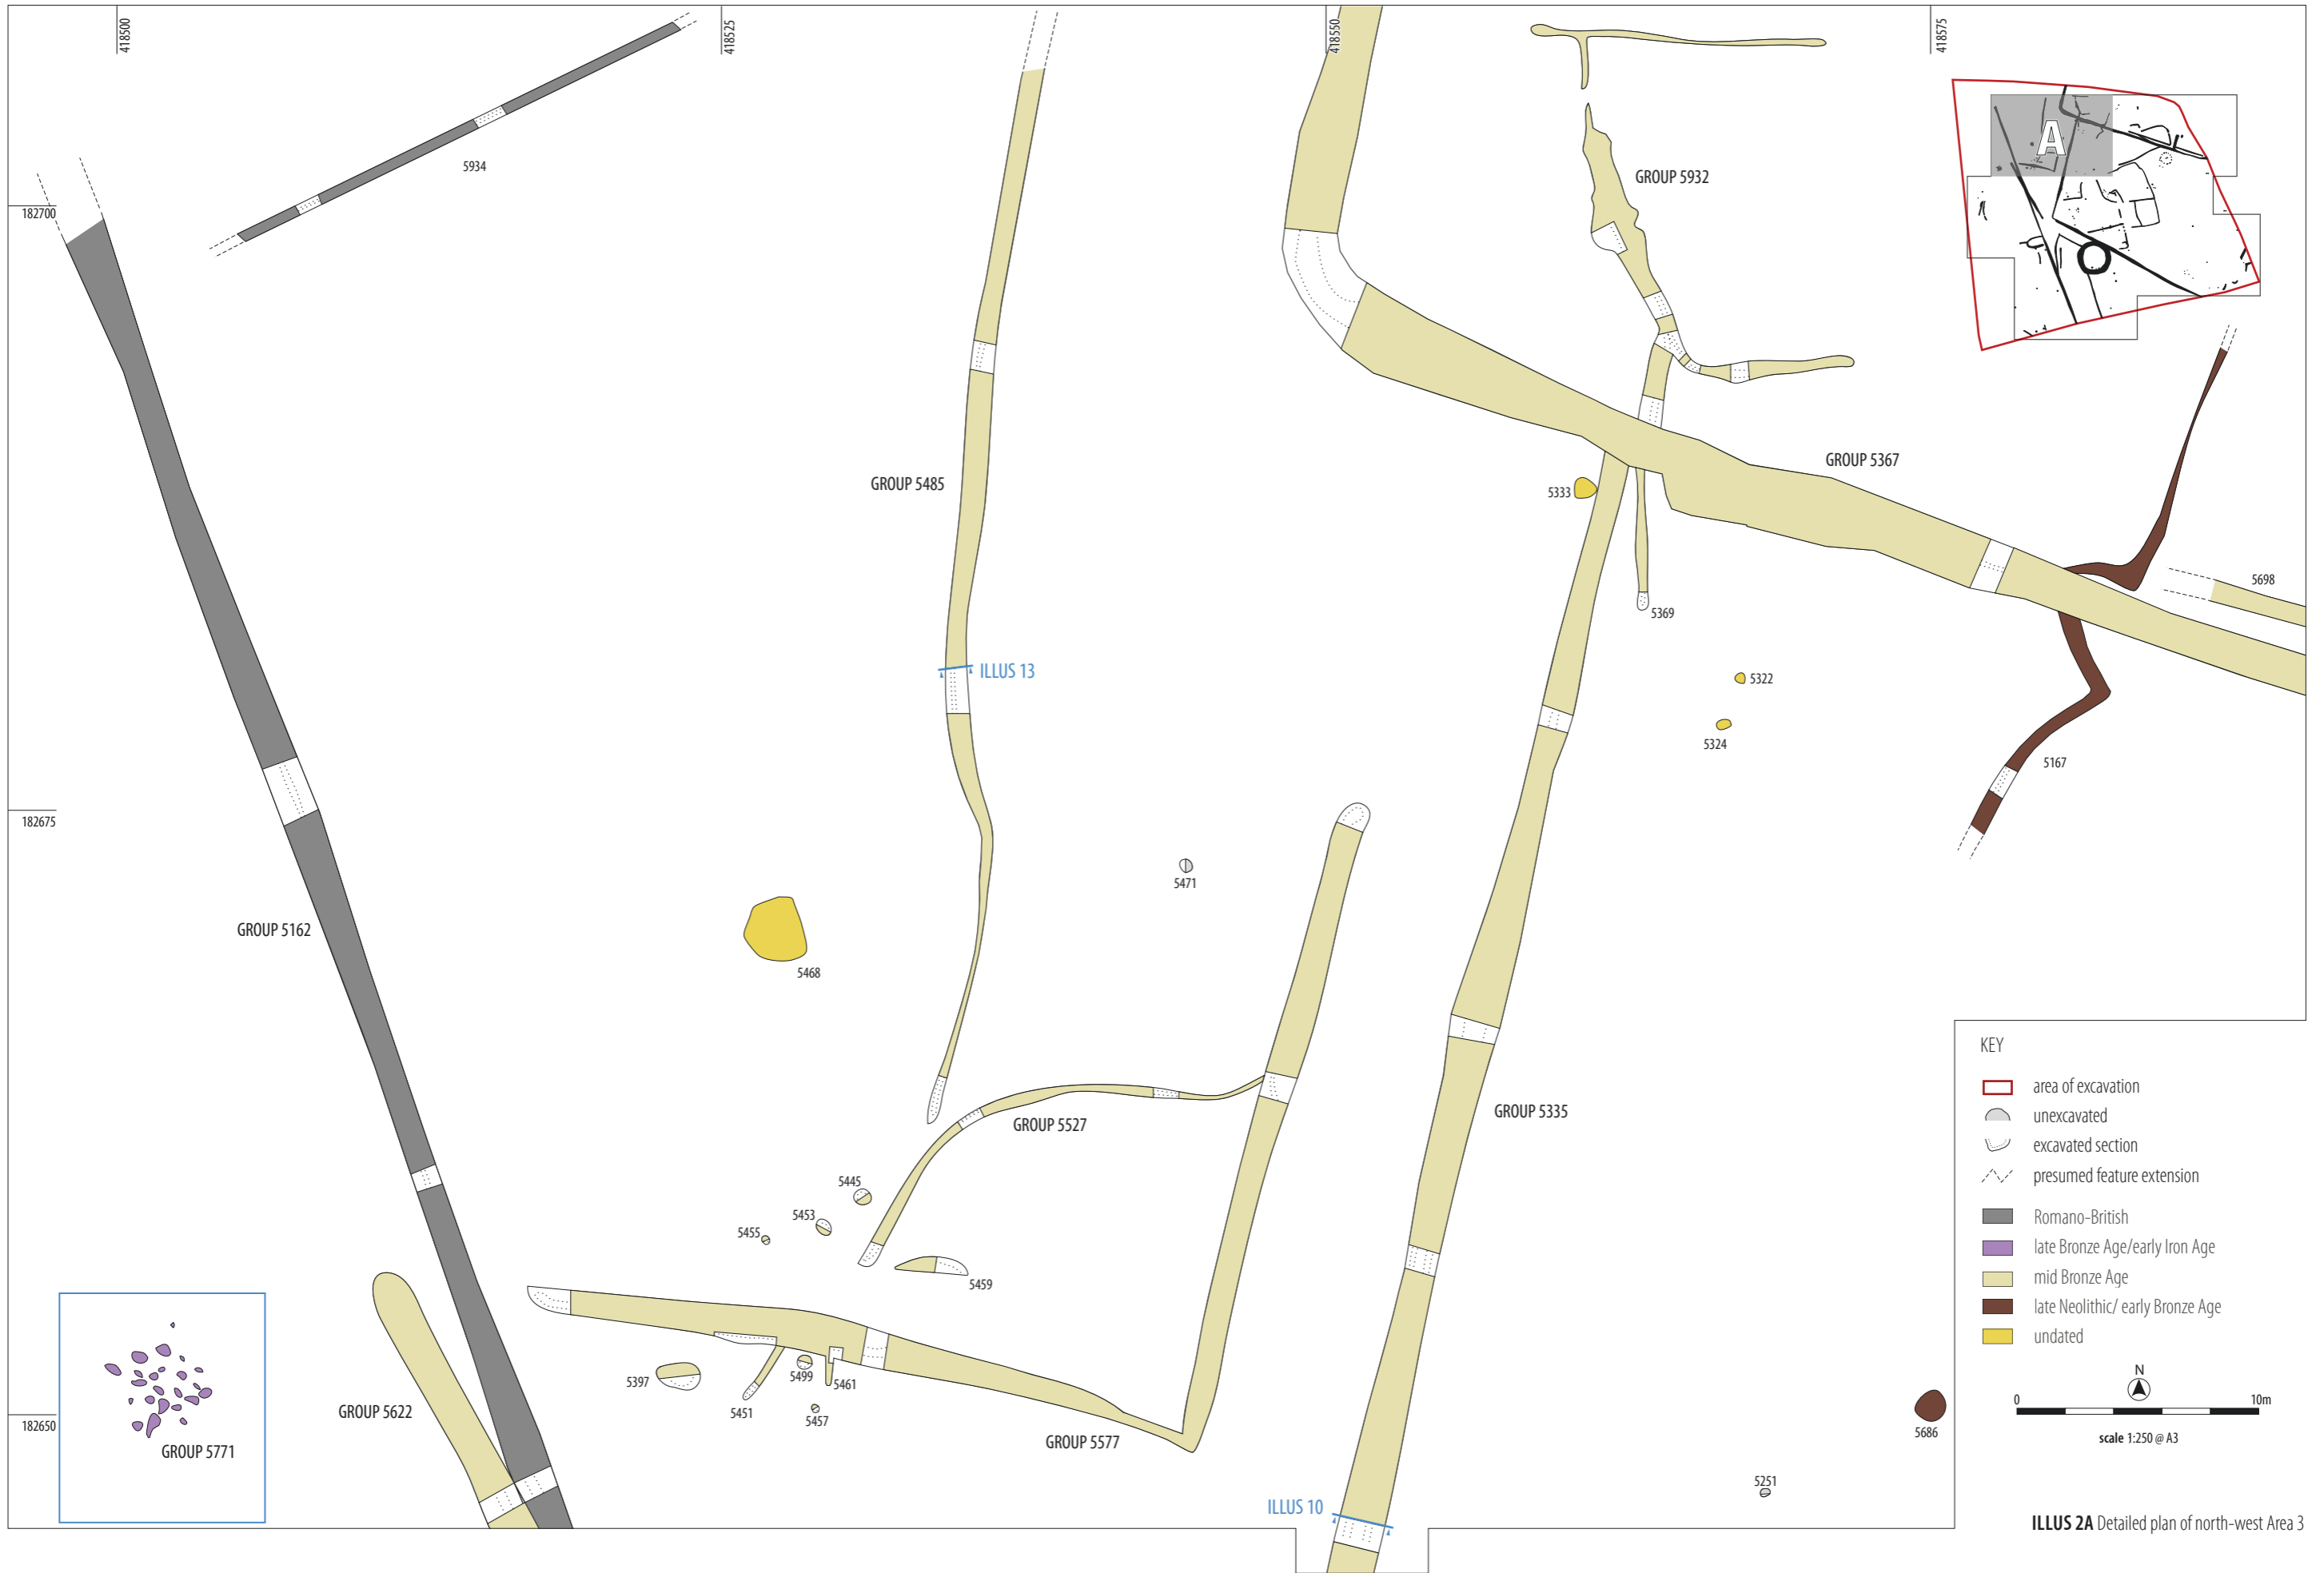 418500
418525
418550
418575
5934
GROUP 5932
182700
A
GROUP 5485
GROUP 5367
5333
5698
5369
ILLUS 13
5322
5324
5167
182675
5471
GROUP 5162
5468
KEY
area of excavation
unexcavated
excavated section
presumed feature extension
Romano-British
late Bronze Age/early Iron Age
mid Bronze Age
late Neolithic/ early Bronze Age
undated
GROUP 5335
GROUP 5527
5445
5453
5455
5459
5397
5499
5461
5451
5457
GROUP 5622
182650
GROUP 5577
GROUP 5771
5686
N
0
10m
scale 1:250 @ A3
5251
ILLUS 10
ILLUS 2A Detailed plan of north-west Area 3